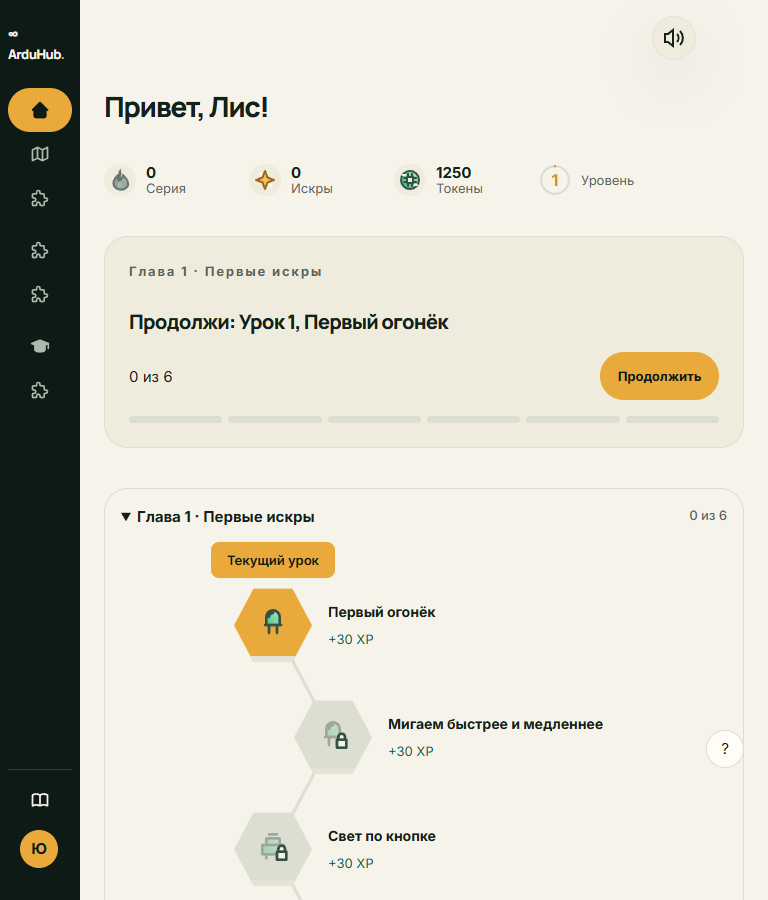 ∞
ArduHub.
Привет, Лис!
0
Серия
0
Искры
1250
Токены
1
Уровень
Глава 1 · Первые искры
Продолжи: Урок 1, Первый огонёк
0 из 6
Продолжить
▼ Глава 1 · Первые искры
0 из 6
Текущий урок
Первый огонёк
+30 XP
Мигаем быстрее и медленнее
+30 XP
?
Свет по кнопке
+30 XP
Ю